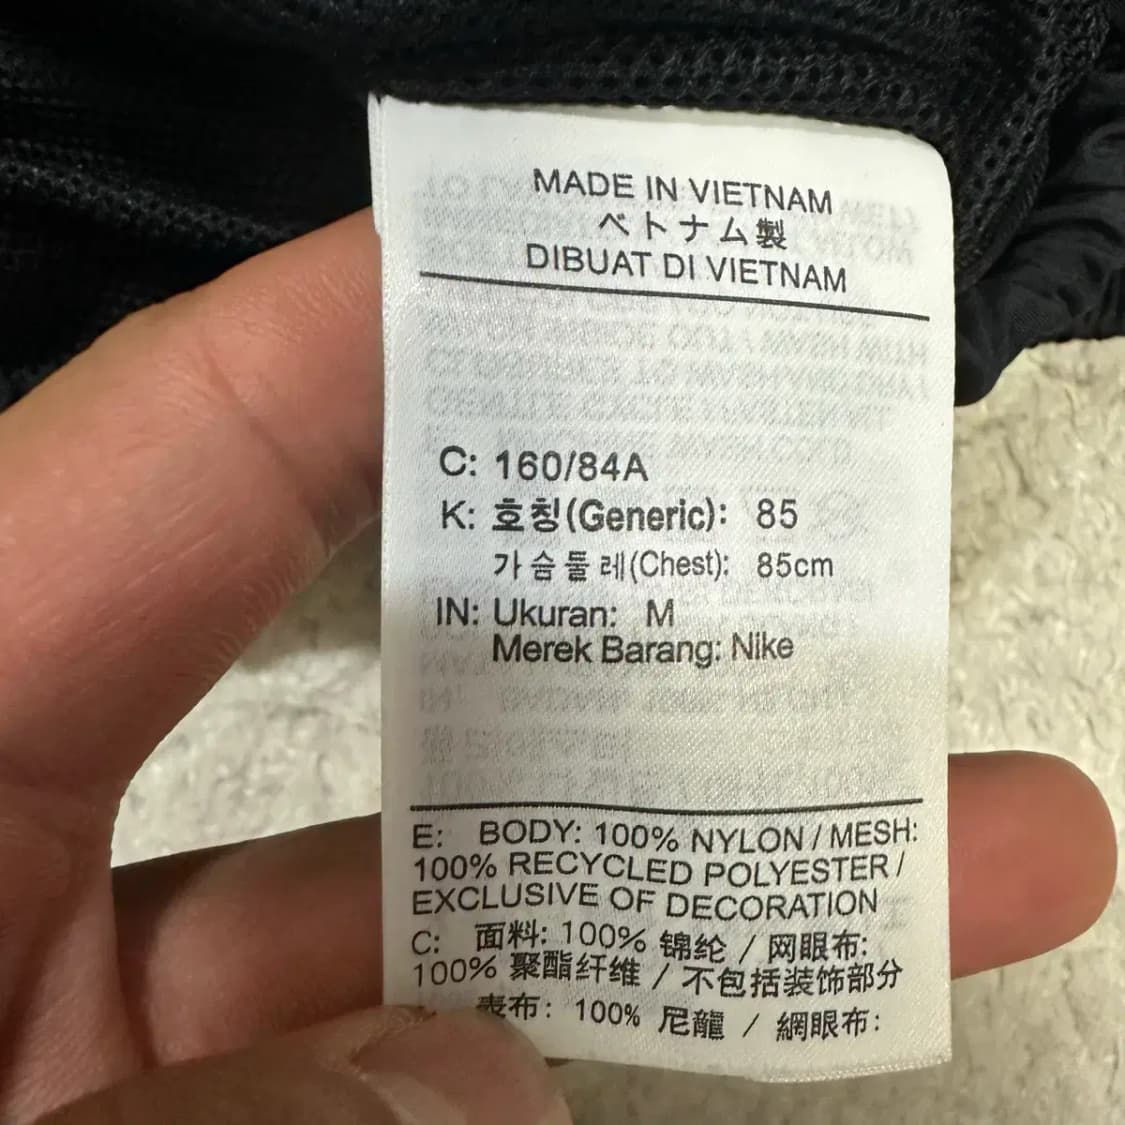 MADE IN VIETNAM
ベトナム製
DIBUAT DI VIETNAM
C: 160/84A
K: 호칭(Generic): 85
가슴둘레(Chest): 85cm
IN: Ukuran: M
Merek Barang: Nike
E: BODY: 100% NYLON / MESH:
100% RECYCLED POLYESTER /
EXCLUSIVE OF DECORATION
C: 面料: 100% 锦纶 / 网眼布:
100% 聚酯纤维 / 不包括装饰部分
表布: 100% 尼龍 / 網眼布: